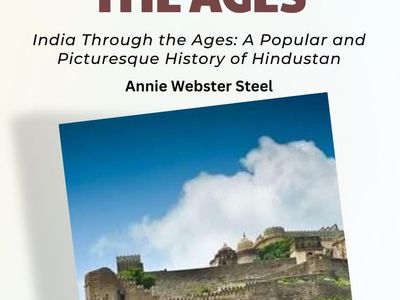 THE AGES
India Through the Ages: A Popular and
Picturesque History of Hindustan
Annie Webster Steel